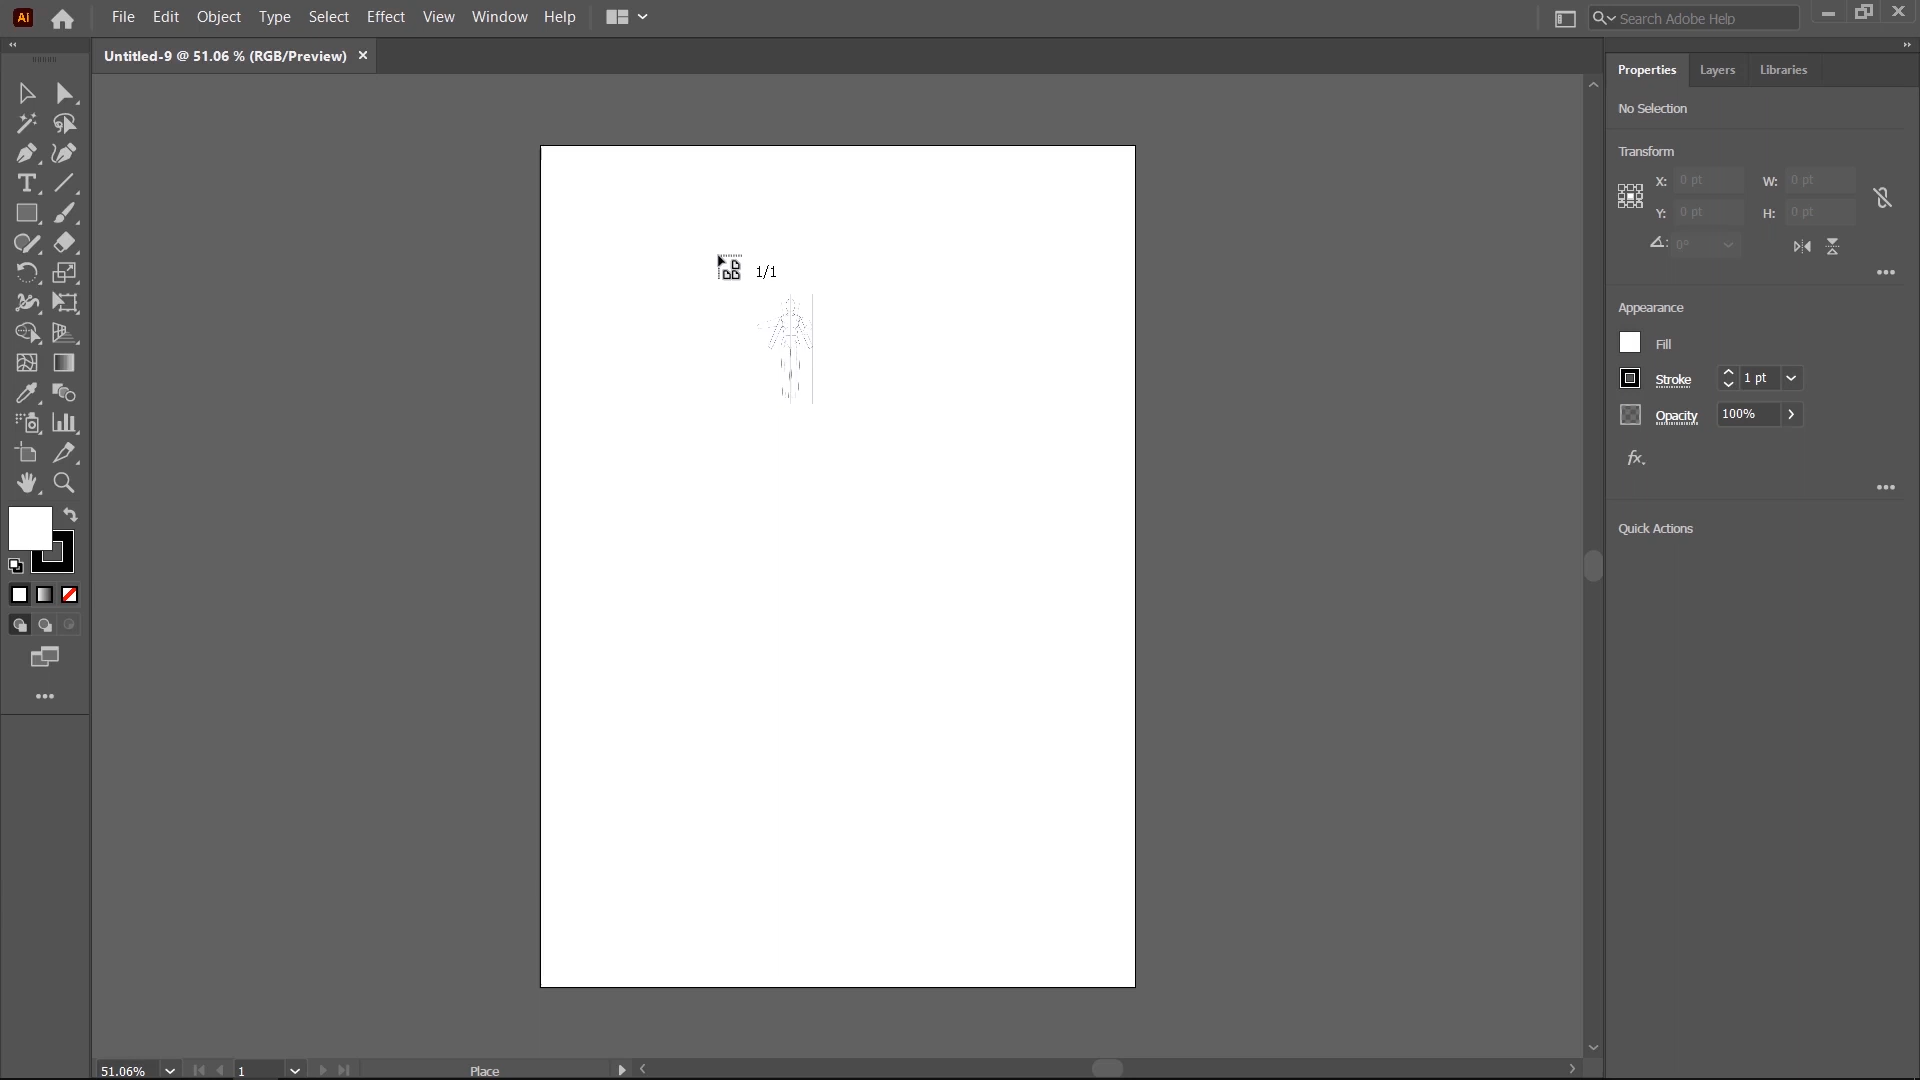 Ai File Edit Object Type Select Effect View Window Help Search Adobe Help
Untitled-9 @ 51.06 % (RGB/Preview) ×
Properties Layers Libraries
No Selection
Transform
X: 0 pt W: 0 pt
Y: 0 pt H: 0 pt
0°
1/1
Appearance
Fill
Stroke 1 pt
Opacity 100%
fx
Quick Actions
51.06% 1 Place